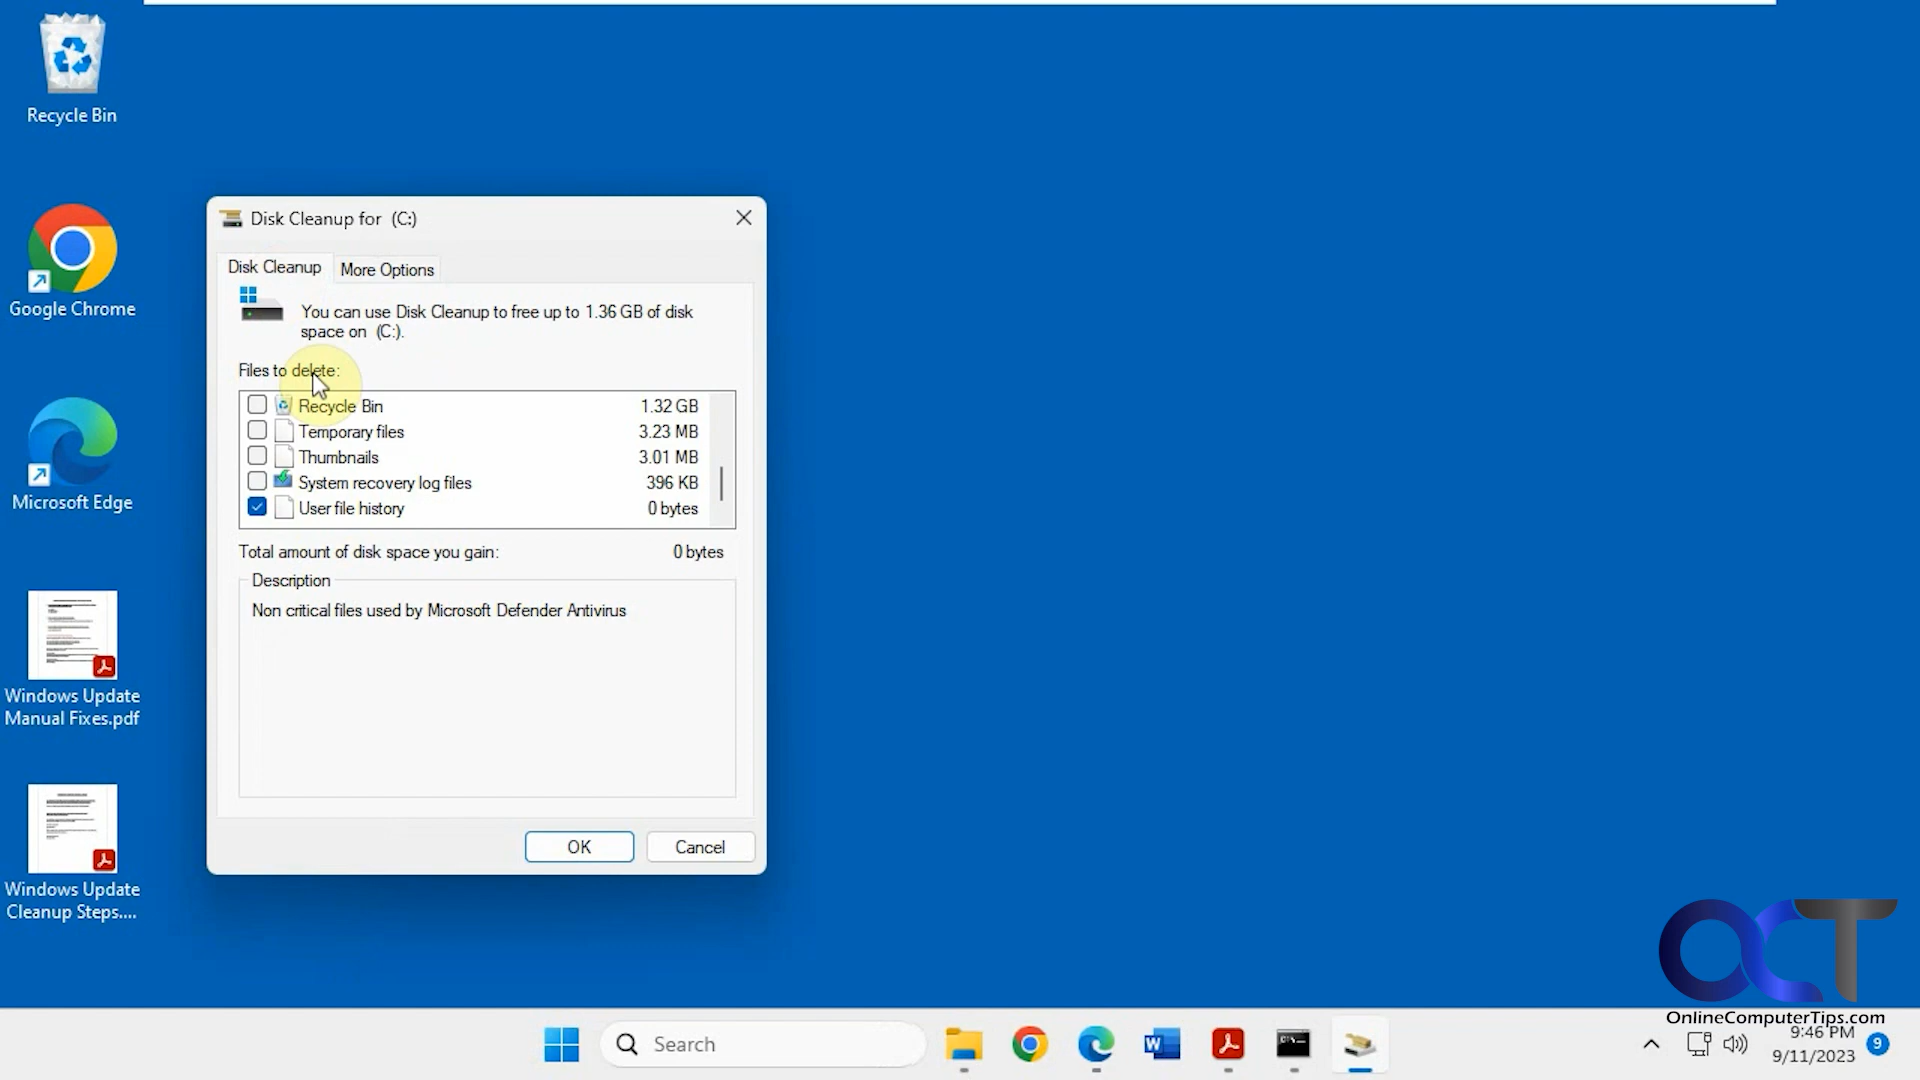 Recycle Bin
Google Chrome
Microsoft Edge
Windows Update
Manual Fixes.pdf
Windows Update
Cleanup Steps....
Disk Cleanup for (C:)
Disk Cleanup
More Options
You can use Disk Cleanup to free up to 1.36 GB of disk
space on (C:).
Files to delete:
Recycle Bin 1.32 GB
Temporary files 3.23 MB
Thumbnails 3.01 MB
System recovery log files 396 KB
User file history 0 bytes
Total amount of disk space you gain: 0 bytes
Description
Non critical files used by Microsoft Defender Antivirus
OK
Cancel
OCT
OnlineComputerTips.com
Search
9:46 PM
9/11/2023
9